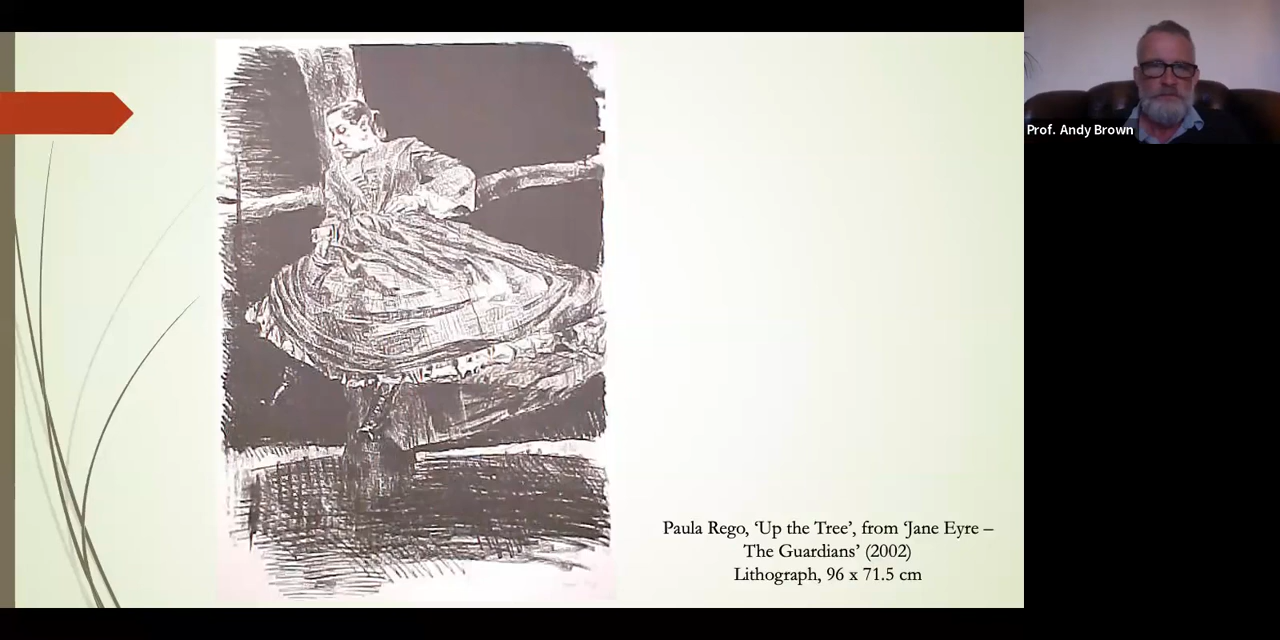 Prof. Andy Brown
Paula Rego, ‘Up the Tree’, from ‘Jane Eyre –
The Guardians’ (2002)
Lithograph, 96 x 71.5 cm